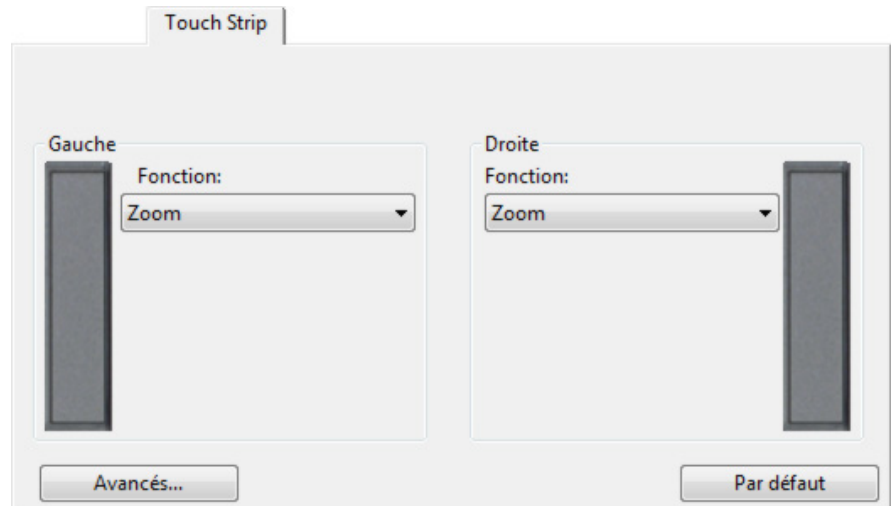 Touch Strip
Gauche
Fonction:
Zoom
Droite
Fonction:
Zoom
Avancés...
Par défaut